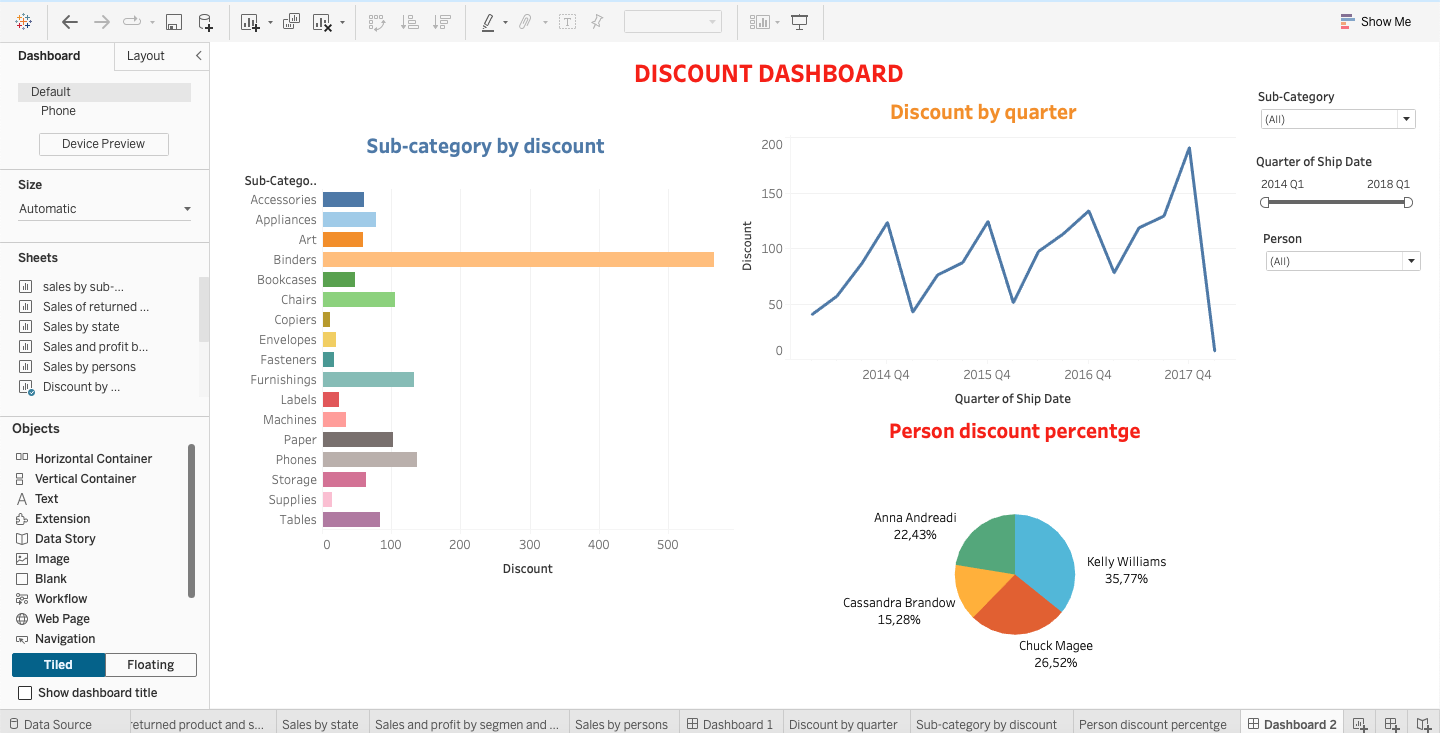 Show Me
Dashboard
Layout
Default
Phone
Device Preview
Size
Automatic
Sheets
sales by sub-...
Sales of returned ...
Sales by state
Sales and profit b...
Sales by persons
Discount by ...
Objects
Horizontal Container
Vertical Container
Text
Extension
Data Story
Image
Blank
Workflow
Web Page
Navigation
Tiled
Floating
Show dashboard title
DISCOUNT DASHBOARD
Sub-category by discount
Sub-Catego..
Accessories
Appliances
Art
Binders
Bookcases
Chairs
Copiers
Envelopes
Fasteners
Furnishings
Labels
Machines
Paper
Phones
Storage
Supplies
Tables
0 100 200 300 400 500
Discount
Discount by quarter
200
150
100
50
0
Discount
2014 Q4 2015 Q4 2016 Q4 2017 Q4
Quarter of Ship Date
Person discount percentge
Anna Andreadi
22,43%
Kelly Williams
35,77%
Cassandra Brandow
15,28%
Chuck Magee
26,52%
Sub-Category
(All)
Quarter of Ship Date
2014 Q1 2018 Q1
Person
(All)
Data Source
returned product and s...
Sales by state
Sales and profit by segmen and ...
Sales by persons
Dashboard 1
Discount by quarter
Sub-category by discount
Person discount percentge
Dashboard 2